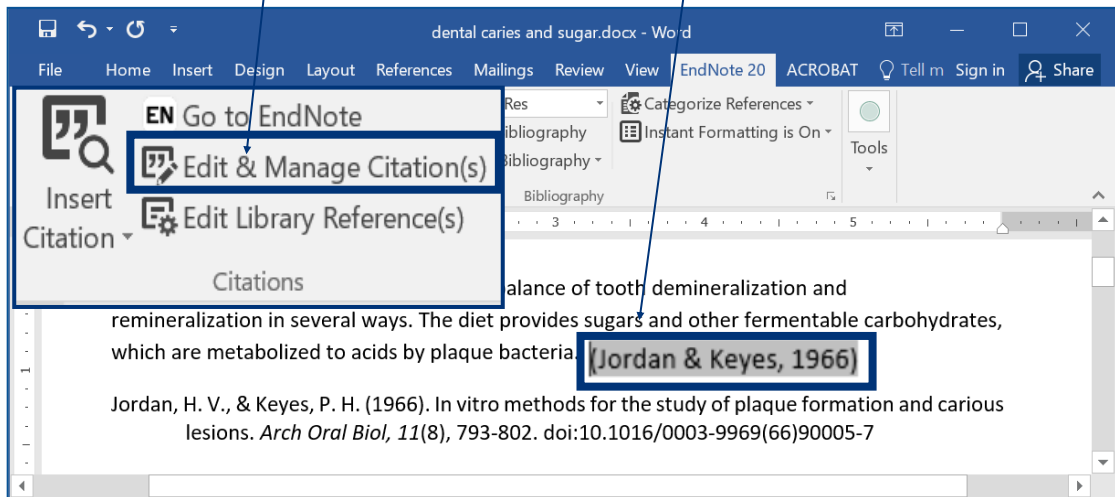 dental caries and sugar.docx - Word
File Home Insert Design Layout References Mailings Review View EndNote 20 ACROBAT Tell m Sign in Share
EN Go to EndNote
Edit & Manage Citation(s)
Edit Library Reference(s)
Insert
Citation
Citations
Res
ibliography
Bibliography
Bibliography
Categorize References
Instant Formatting is On
Tools
3 4 5
alance of tooth demineralization and
remineralization in several ways. The diet provides sugars and other fermentable carbohydrates,
which are metabolized to acids by plaque bacteria. (Jordan & Keyes, 1966)
1
Jordan, H. V., & Keyes, P. H. (1966). In vitro methods for the study of plaque formation and carious
lesions. Arch Oral Biol, 11(8), 793-802. doi:10.1016/0003-9969(66)90005-7